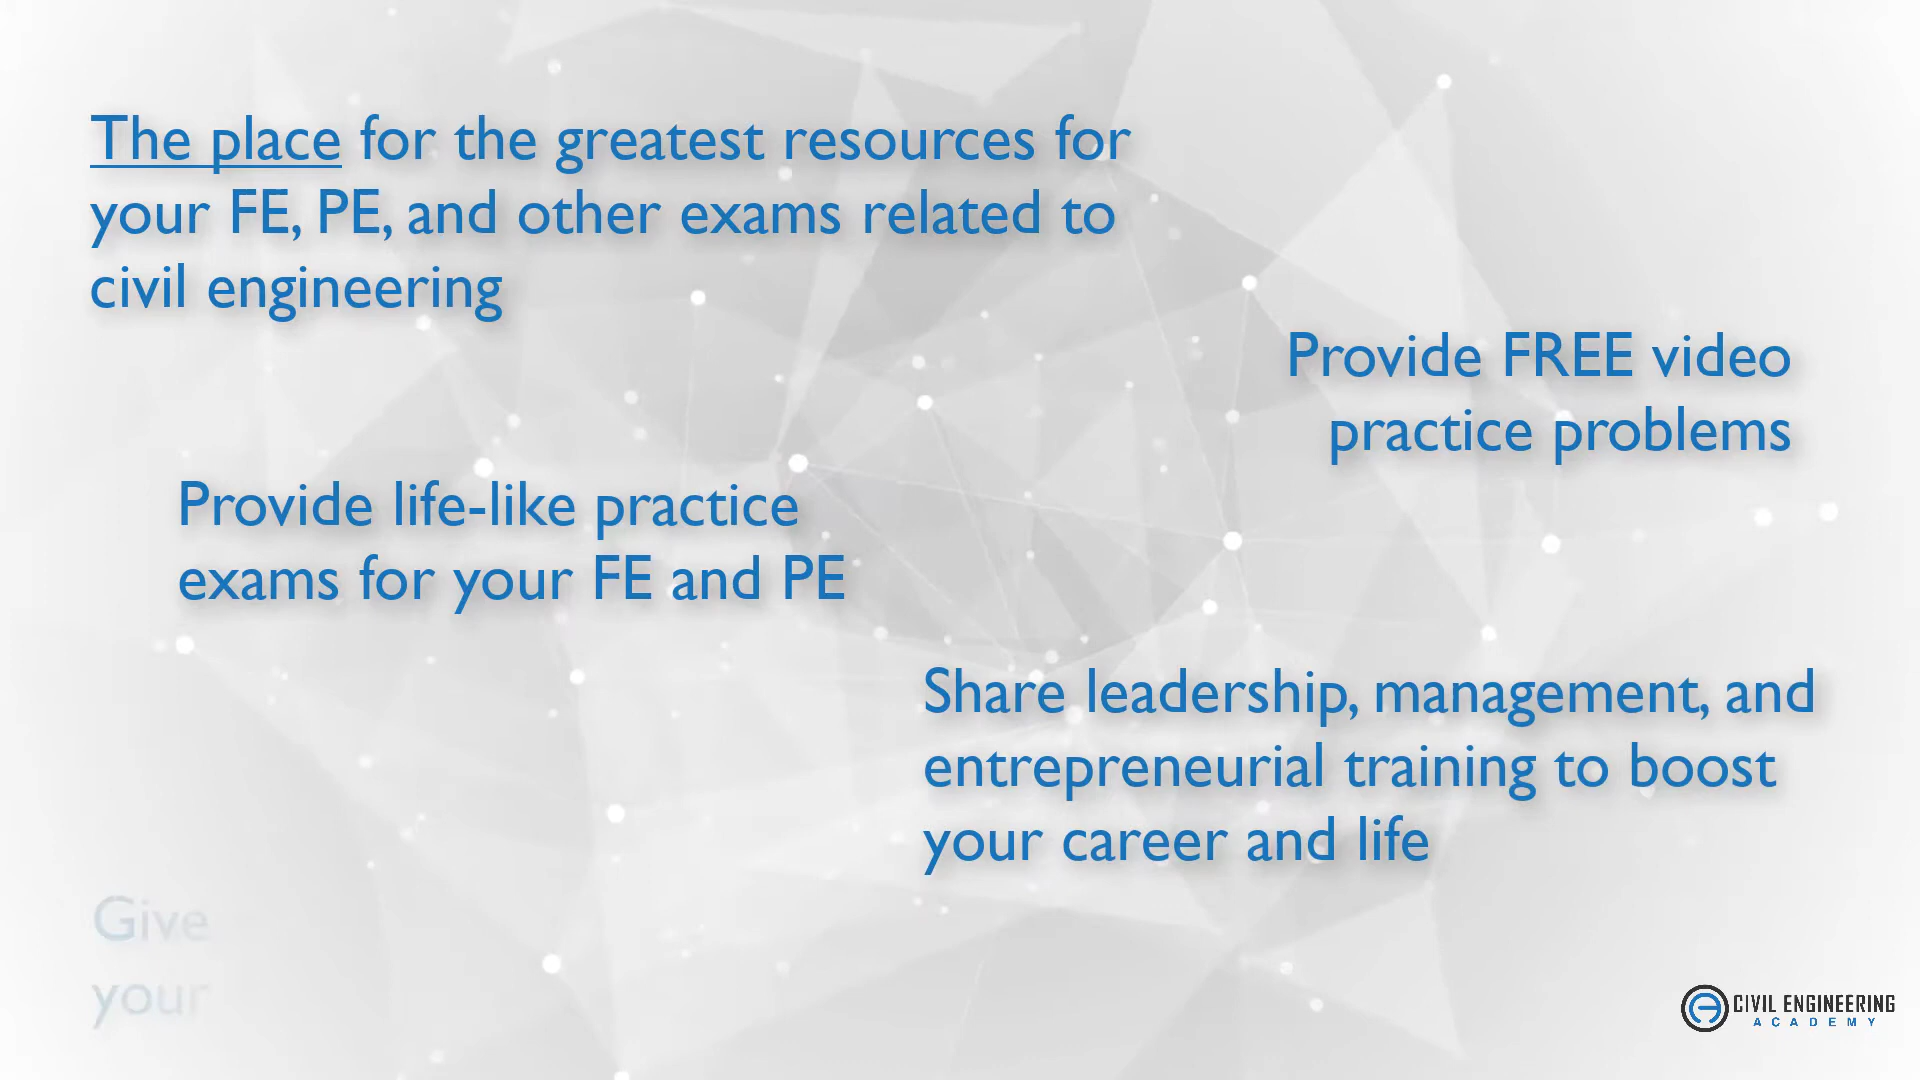 The place for the greatest resources for
your FE, PE, and other exams related to
civil engineering
Provide FREE video
practice problems
Provide life-like practice
exams for your FE and PE
Share leadership, management, and
entrepreneurial training to boost
your career and life
Give
your
CIVIL ENGINEERING
ACADEMY